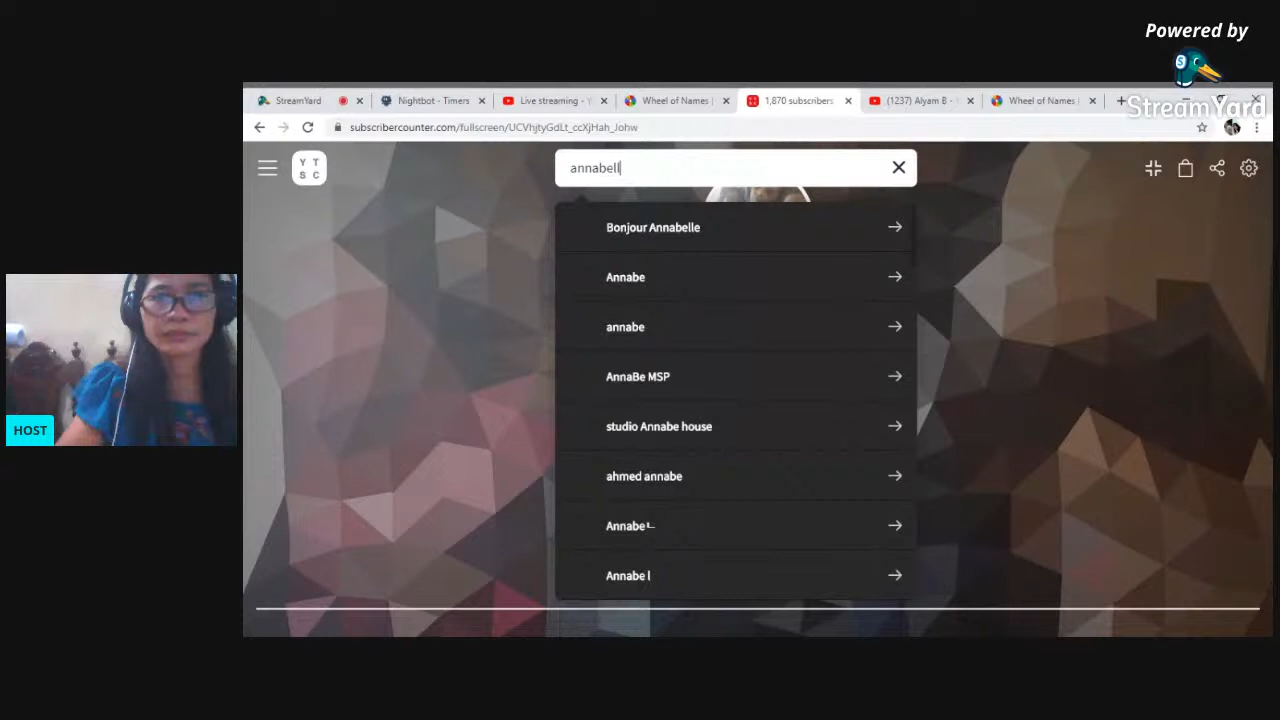 Powered by
StreamYard
StreamYard
Nightbot - Timers
Live streaming - Y
Wheel of Names |
1,870 subscribers
(1237) Alyam B -
Wheel of Names |
subscribercounter.com/fullscreen/UCVhjtyGdLt_ccXjHah_Johw
Y T
S C
annabell
Bonjour Annabelle
Annabe
annabe
AnnaBe MSP
studio Annabe house
ahmed annabe
Annabeㄴ
Annabe l
HOST